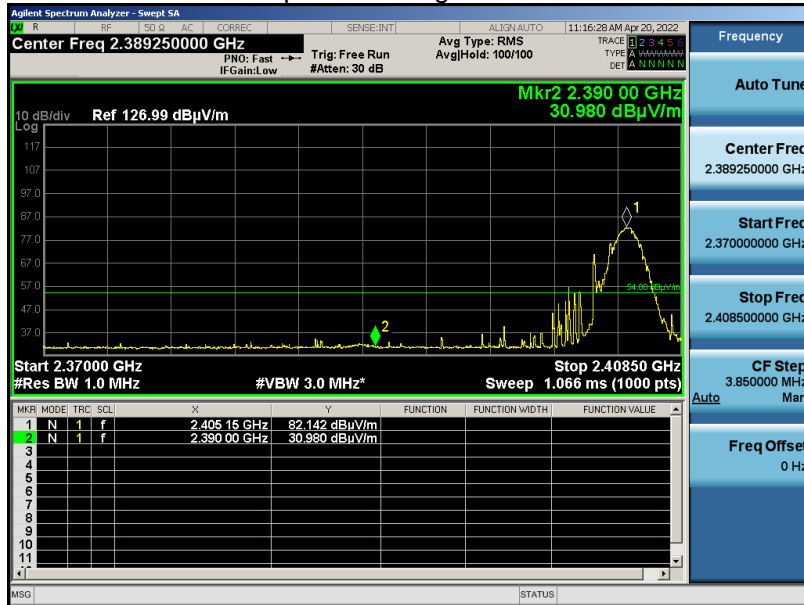 Agilent Spectrum Analyzer - Swept SA
LXI R RF 50 Ω AC CORREC SENSE:INT ALIGN AUTO 11:16:28 AM Apr 20, 2022
Center Freq 2.389250000 GHz
PNO: Fast
IFGain:Low
Trig: Free Run
#Atten: 30 dB
Avg Type: RMS
Avg|Hold: 100/100
TRACE 1 2 3 4 5 6
TYPE A WWWWW
DET A N N N N N
Mkr2 2.390 00 GHz
30.980 dBµV/m
10 dB/div Ref 126.99 dBµV/m
Log
117
107
97.0
87.0
77.0
67.0
57.0
47.0
37.0
1
2
54.00 dBµV/m
Start 2.37000 GHz Stop 2.40850 GHz
#Res BW 1.0 MHz #VBW 3.0 MHz* Sweep 1.066 ms (1000 pts)
MKR MODE TRC SCL X Y FUNCTION FUNCTION WIDTH FUNCTION VALUE
1 N 1 f 2.405 15 GHz 82.142 dBµV/m
2 N 1 f 2.390 00 GHz 30.980 dBµV/m
3
4
5
6
7
8
9
10
11
MSG STATUS
Frequency
Auto Tune
Center Freq
2.389250000 GHz
Start Freq
2.370000000 GHz
Stop Freq
2.408500000 GHz
CF Step
3.850000 MHz
Auto Man
Freq Offset
0 Hz